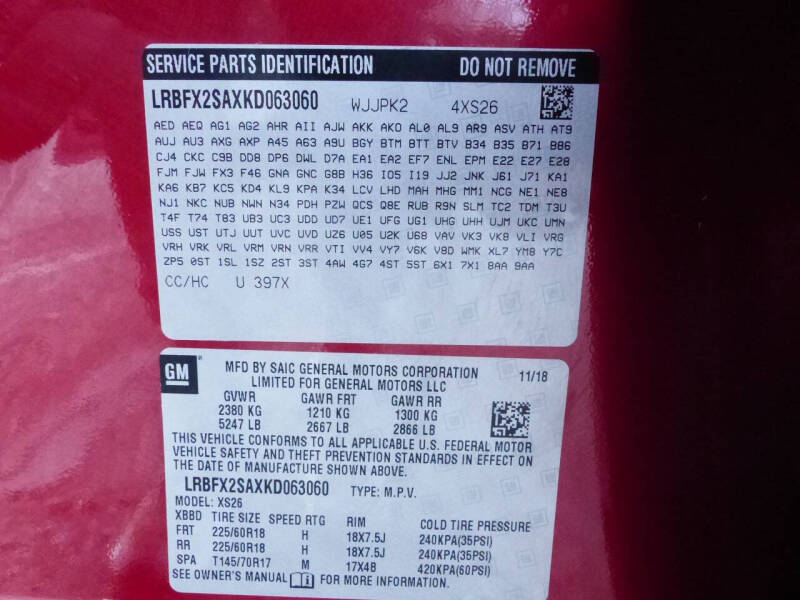 SERVICE PARTS IDENTIFICATION DO NOT REMOVE
LRBFX2SAXKD063060 WJJPK2 4XS26
AED AEQ AG1 AG2 AHR AII AJW AKK AKO AL0 AL9 AR9 ASV ATH AT9
AUJ AU3 AXG AXP A45 A63 A9U BGY BTM BTT BTV B34 B35 B71 B86
CJ4 CKC C9B DD8 DP6 DWL D7A EA1 EA2 EF7 ENL EPM E22 E27 E28
FJM FJW FX3 F46 GNA GNC G8B H36 IO5 I19 JJ2 JNK J61 J71 KA1
KA6 KB7 KC5 KD4 KL9 KPA K34 LCV LHD MAH MHG MM1 NCG NE1 NE8
NJ1 NKC NUB NWN N34 PDH PZW QCS Q8E RUB R9N SLM TC2 TDM T3U
T4F T74 T83 UB3 UC3 UDD UD7 UE1 UFG UG1 UHG UHH UJM UKC UMN
USS UST UTJ UUT UVC UVD UZ6 U05 U2K U68 VAV VK3 VK8 VLI VRG
VRH VRK VRL VRM VRN VRR VTI VV4 VY7 V6K V8D WMK XL7 YM8 Y7C
ZP5 0ST 1SL 1SZ 2ST 3ST 4AW 4G7 4ST 5ST 6X1 7X1 8AA 9AA
CC/HC U 397X
GM
MFD BY SAIC GENERAL MOTORS CORPORATION 11/18
LIMITED FOR GENERAL MOTORS LLC
GVWR GAWR FRT GAWR RR
2380 KG 1210 KG 1300 KG
5247 LB 2667 LB 2866 LB
THIS VEHICLE CONFORMS TO ALL APPLICABLE U.S. FEDERAL MOTOR
VEHICLE SAFETY AND THEFT PREVENTION STANDARDS IN EFFECT ON
THE DATE OF MANUFACTURE SHOWN ABOVE.
LRBFX2SAXKD063060 TYPE: M.P.V.
MODEL: XS26
XBBD TIRE SIZE SPEED RTG RIM COLD TIRE PRESSURE
FRT 225/60R18 H 18X7.5J 240KPA(35PSI)
RR 225/60R18 H 18X7.5J 240KPA(35PSI)
SPA T145/70R17 M 17X4B 420KPA(60PSI)
SEE OWNER'S MANUAL FOR MORE INFORMATION.